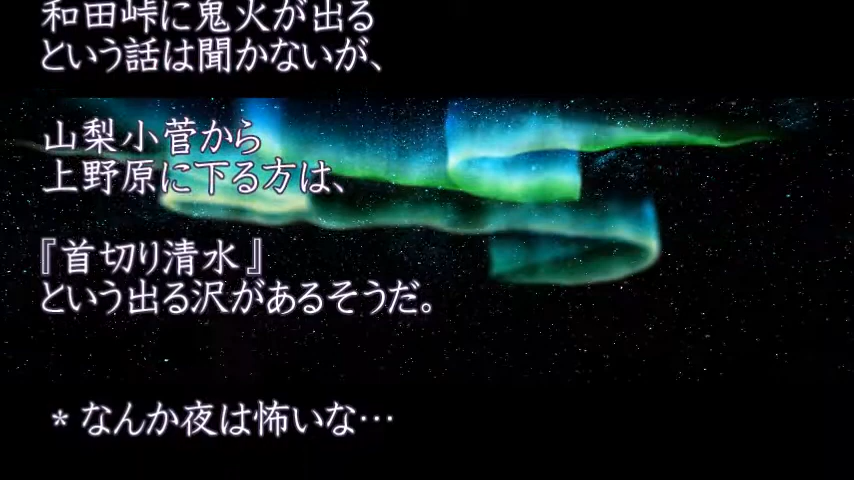 和田峠に鬼火が出る
という話は聞かないが、
山梨小菅から
上野原に下る方は、
『首切り清水』
という出る沢があるそうだ。
* なんか夜は怖いな…